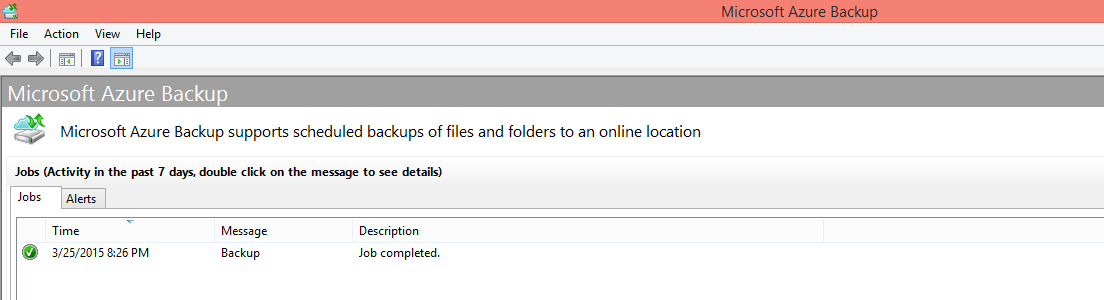 Microsoft Azure Backup
File Action View Help
Microsoft Azure Backup
Microsoft Azure Backup supports scheduled backups of files and folders to an online location
Jobs (Activity in the past 7 days, double click on the message to see details)
Jobs Alerts
Time Message Description
3/25/2015 8:26 PM Backup Job completed.